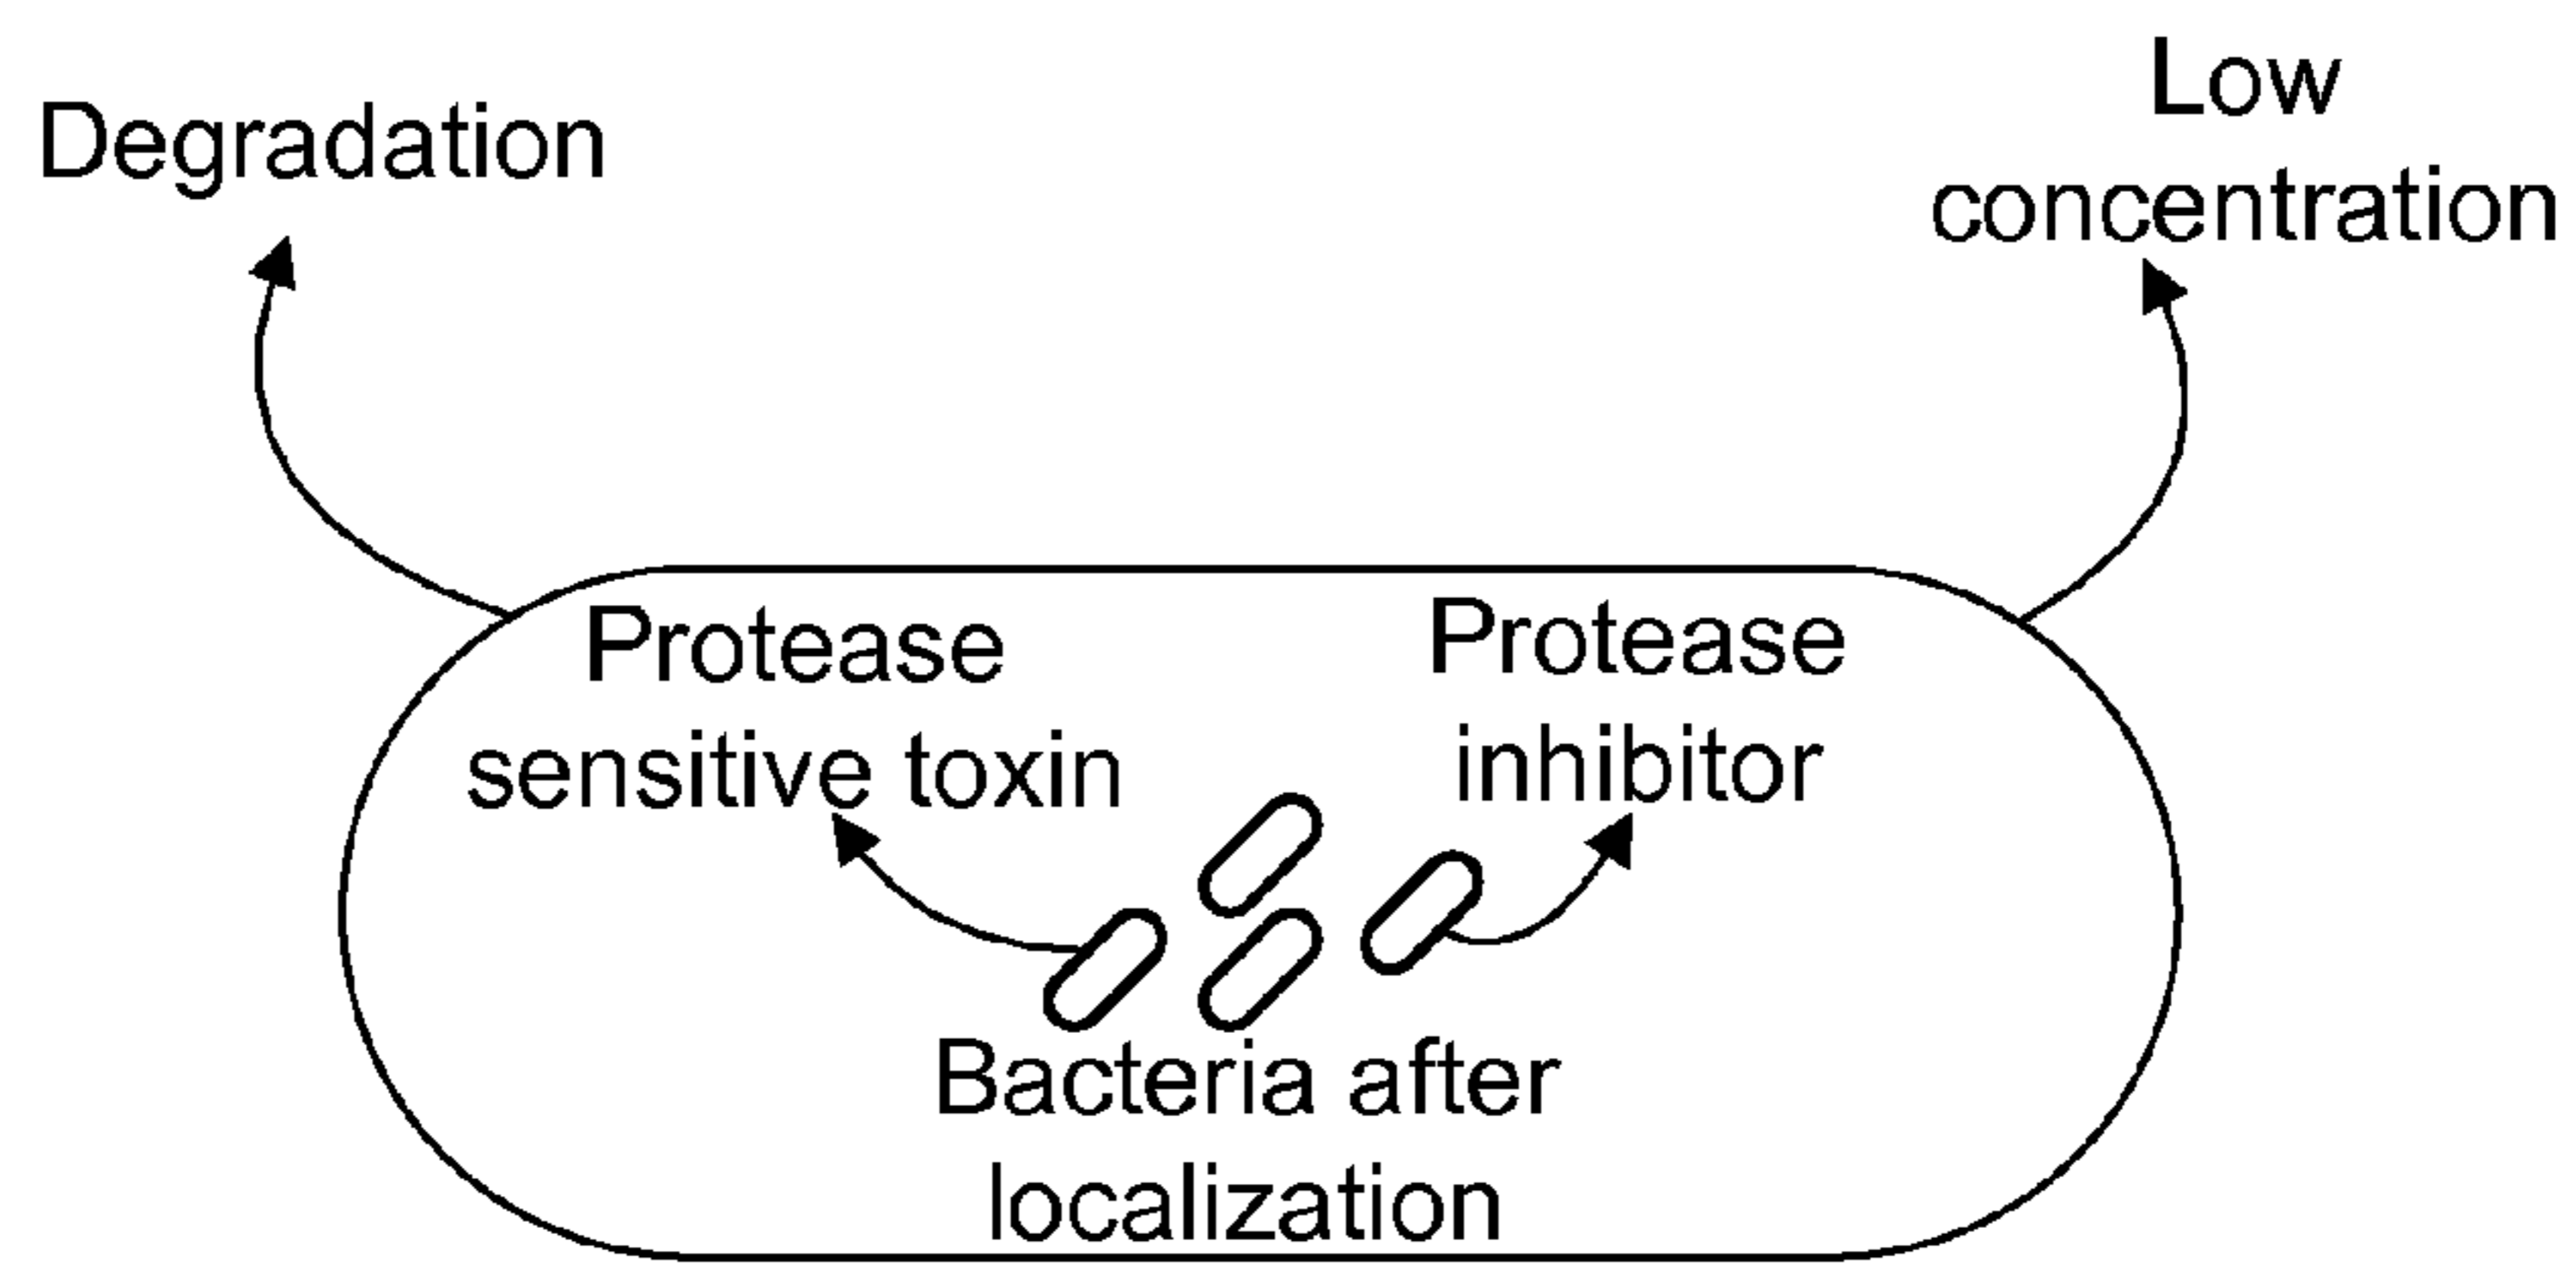 Degradation
Low
concentration
Protease
sensitive toxin
Protease
inhibitor
Bacteria after
localization